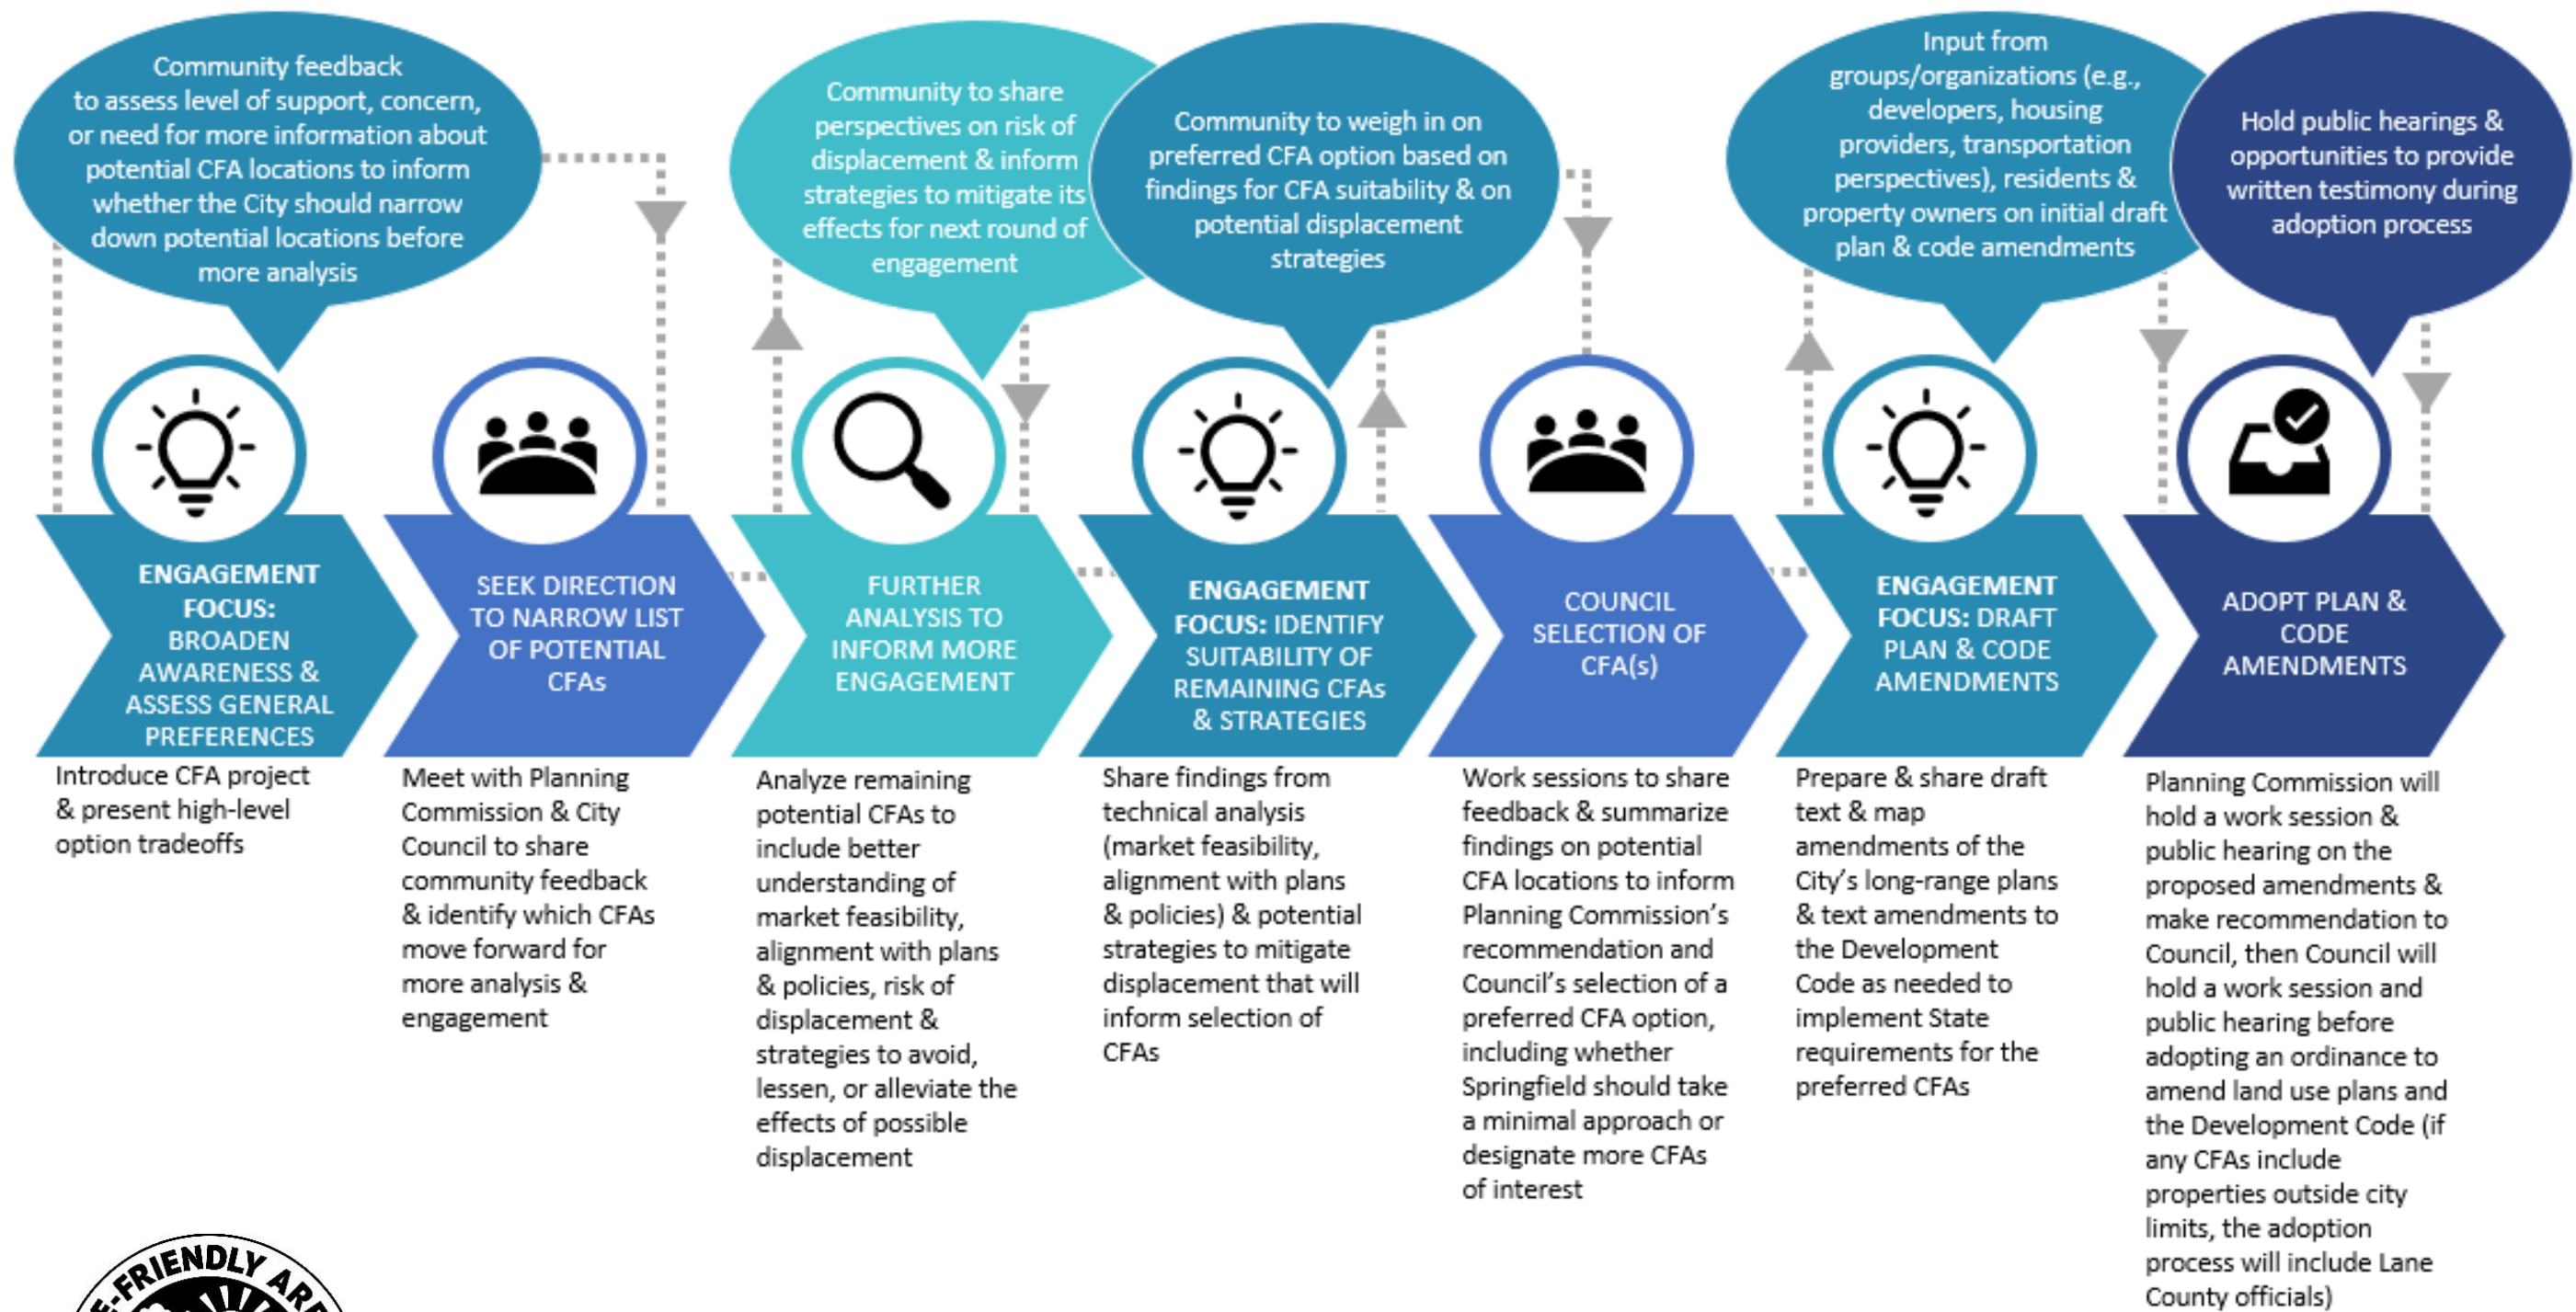 Community feedback
to assess level of support, concern,
or need for more information about
potential CFA locations to inform
whether the City should narrow
down potential locations before
more analysis
Community to share
perspectives on risk of
displacement & inform
strategies to mitigate its
effects for next round of
engagement
Community to weigh in on
preferred CFA option based on
findings for CFA suitability & on
potential displacement
strategies
Input from
groups/organizations (e.g.,
developers, housing
providers, transportation
perspectives), residents &
property owners on initial draft
plan & code amendments
Hold public hearings &
opportunities to provide
written testimony during
adoption process
ENGAGEMENT
FOCUS:
BROADEN
AWARENESS &
ASSESS GENERAL
PREFERENCES
SEEK DIRECTION
TO NARROW LIST
OF POTENTIAL
CFAs
FURTHER
ANALYSIS TO
INFORM MORE
ENGAGEMENT
ENGAGEMENT
FOCUS: IDENTIFY
SUITABILITY OF
REMAINING CFAs
& STRATEGIES
COUNCIL
SELECTION OF
CFA(s)
ENGAGEMENT
FOCUS: DRAFT
PLAN & CODE
AMENDMENTS
ADOPT PLAN &
CODE
AMENDMENTS
Introduce CFA project
& present high-level
option tradeoffs
Meet with Planning
Commission & City
Council to share
community feedback
& identify which CFAs
move forward for
more analysis &
engagement
Analyze remaining
potential CFAs to
include better
understanding of
market feasibility,
alignment with plans
& policies, risk of
displacement &
strategies to avoid,
lessen, or alleviate the
effects of possible
displacement
Share findings from
technical analysis
(market feasibility,
alignment with plans
& policies) & potential
strategies to mitigate
displacement that will
inform selection of
CFAs
Work sessions to share
feedback & summarize
findings on potential
CFA locations to inform
Planning Commission's
recommendation and
Council's selection of a
preferred CFA option,
including whether
Springfield should take
a minimal approach or
designate more CFAs
of interest
Prepare & share draft
text & map
amendments of the
City's long-range plans
& text amendments to
the Development
Code as needed to
implement State
requirements for the
preferred CFAs
Planning Commission will
hold a work session &
public hearing on the
proposed amendments &
make recommendation to
Council, then Council will
hold a work session and
public hearing before
adopting an ordinance to
amend land use plans and
the Development Code (if
any CFAs include
properties outside city
limits, the adoption
process will include Lane
County officials)
-FRIENDLY